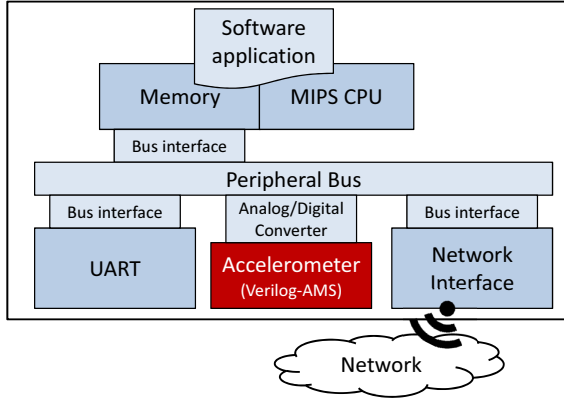 Software
application
Memory
MIPS CPU
Bus interface
Peripheral Bus
Bus interface
Analog/Digital
Converter
Bus interface
UART
Accelerometer
(Verilog-AMS)
Network
Interface
Network